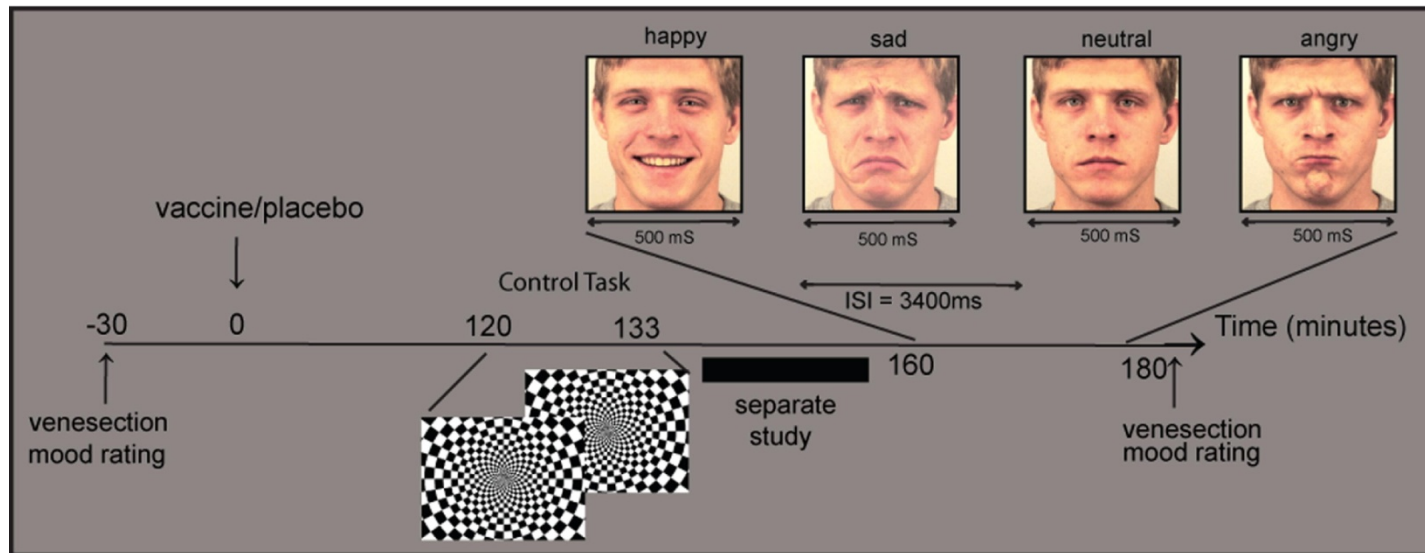 happy
sad
neutral
angry
500 mS
500 mS
500 mS
500 mS
vaccine/placebo
Control Task
ISI = 3400ms
-30
0
120
133
Time (minutes)
160
180
venesection
mood rating
separate
study
venesection
mood rating